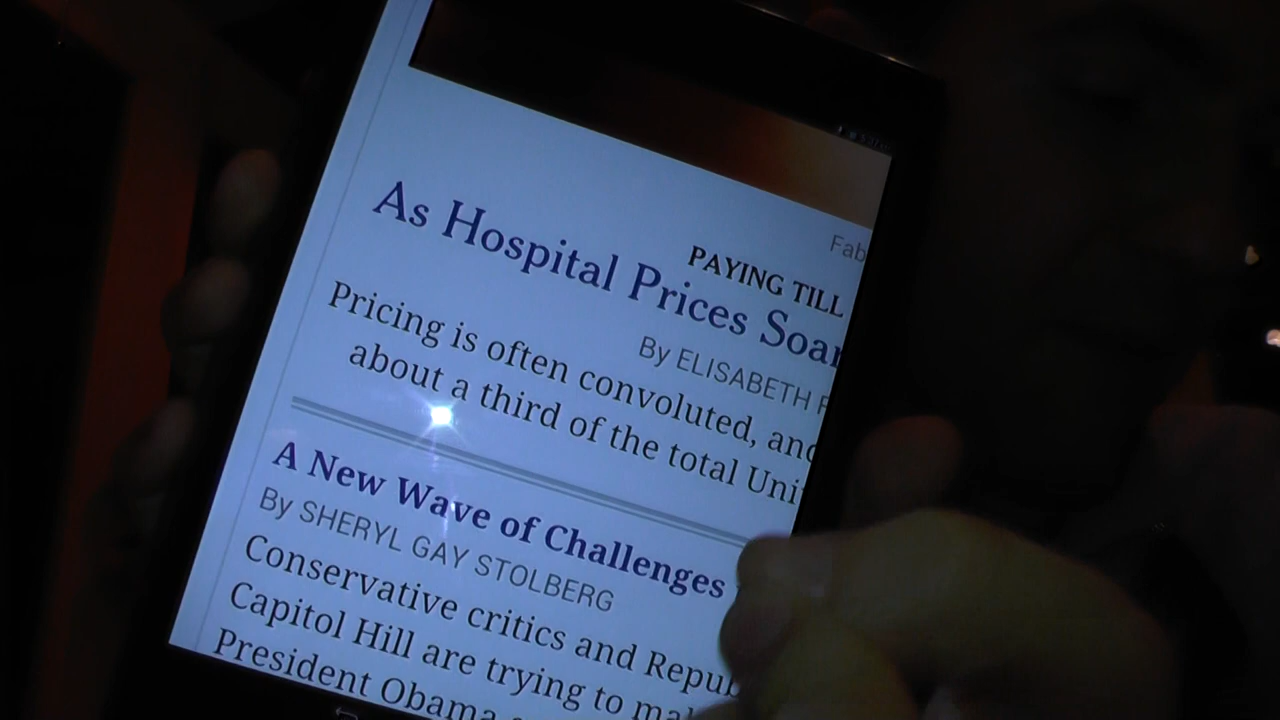 Fab
PAYING TILL
As Hospital Prices Soar
By ELISABETH
Pricing is often convoluted, and
about a third of the total Uni
A New Wave of Challenges
By SHERYL GAY STOLBERG
Conservative critics and Repub
Capitol Hill are trying to ma
President Obama